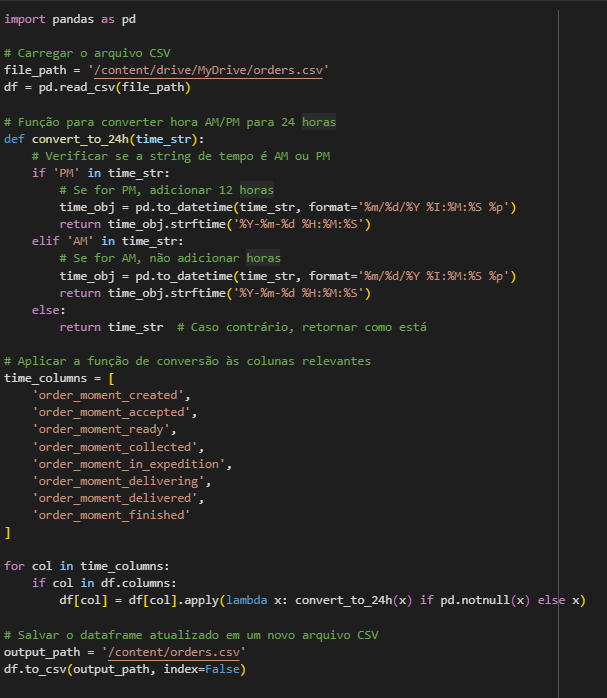 import pandas as pd
# Carregar o arquivo CSV
file_path = '/content/drive/MyDrive/orders.csv'
df = pd.read_csv(file_path)
# Função para converter hora AM/PM para 24 horas
def convert_to_24h(time_str):
    # Verificar se a string de tempo é AM ou PM
    if 'PM' in time_str:
        # Se for PM, adicionar 12 horas
        time_obj = pd.to_datetime(time_str, format='%m/%d/%Y %I:%M:%S %p')
        return time_obj.strftime('%Y-%m-%d %H:%M:%S')
    elif 'AM' in time_str:
        # Se for AM, não adicionar horas
        time_obj = pd.to_datetime(time_str, format='%m/%d/%Y %I:%M:%S %p')
        return time_obj.strftime('%Y-%m-%d %H:%M:%S')
    else:
        return time_str  # Caso contrário, retornar como está
# Aplicar a função de conversão às colunas relevantes
time_columns = [
    'order_moment_created',
    'order_moment_accepted',
    'order_moment_ready',
    'order_moment_collected',
    'order_moment_in_expedition',
    'order_moment_delivering',
    'order_moment_delivered',
    'order_moment_finished'
]
for col in time_columns:
    if col in df.columns:
        df[col] = df[col].apply(lambda x: convert_to_24h(x) if pd.notnull(x) else x)
# Salvar o dataframe atualizado em um novo arquivo CSV
output_path = '/content/orders.csv'
df.to_csv(output_path, index=False)